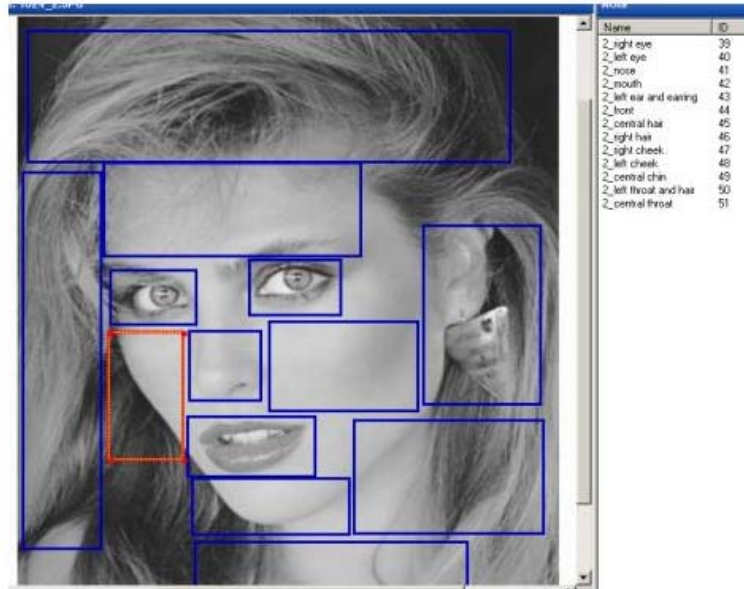 1024_2.JPG
Name ID
2_right eye 39
2_left eye 40
2_nose 41
2_mouth 42
2_left ear and earring 43
2_front 44
2_central hair 45
2_right hair 46
2_right cheek 47
2_left cheek 48
2_central chin 49
2_left throat and hair 50
2_central throat 51